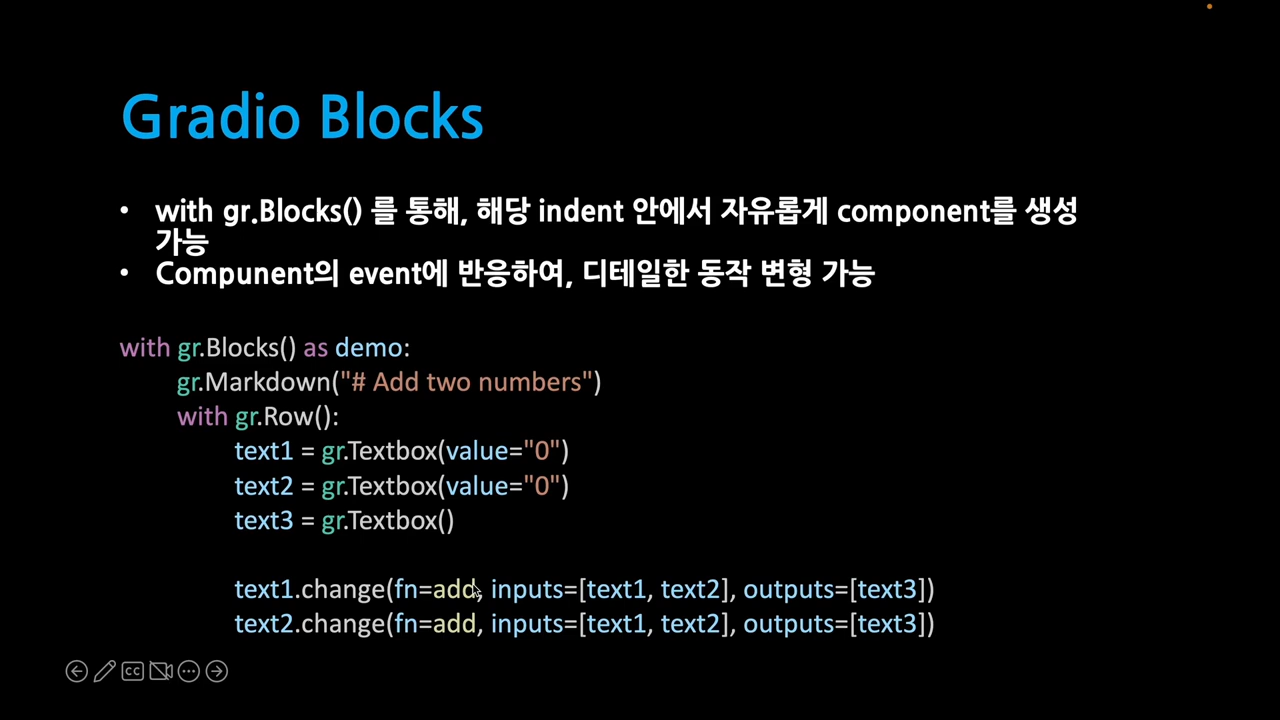 Gradio Blocks
• with gr.Blocks() 를 통해, 해당 indent 안에서 자유롭게 component를 생성
가능
• Compunent의 event에 반응하여, 디테일한 동작 변형 가능
with gr.Blocks() as demo:
gr.Markdown("# Add two numbers")
with gr.Row():
text1 = gr.Textbox(value="0")
text2 = gr.Textbox(value="0")
text3 = gr.Textbox()
text1.change(fn=add, inputs=[text1, text2], outputs=[text3])
text2.change(fn=add, inputs=[text1, text2], outputs=[text3])
CC